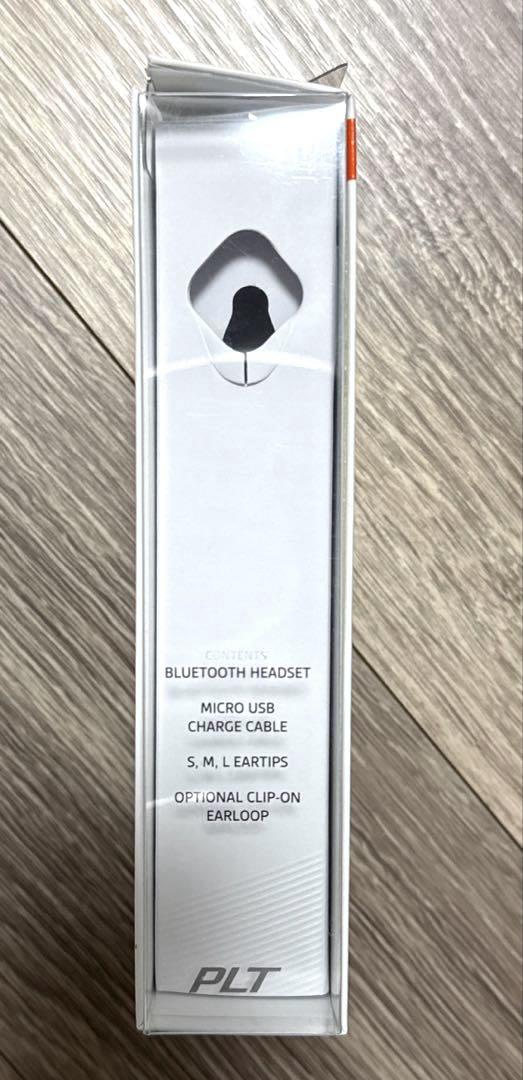 CONTENTS
BLUETOOTH HEADSET
MICRO USB
CHARGE CABLE
S, M, L EARTIPS
OPTIONAL CLIP-ON
EARLOOP
PLT